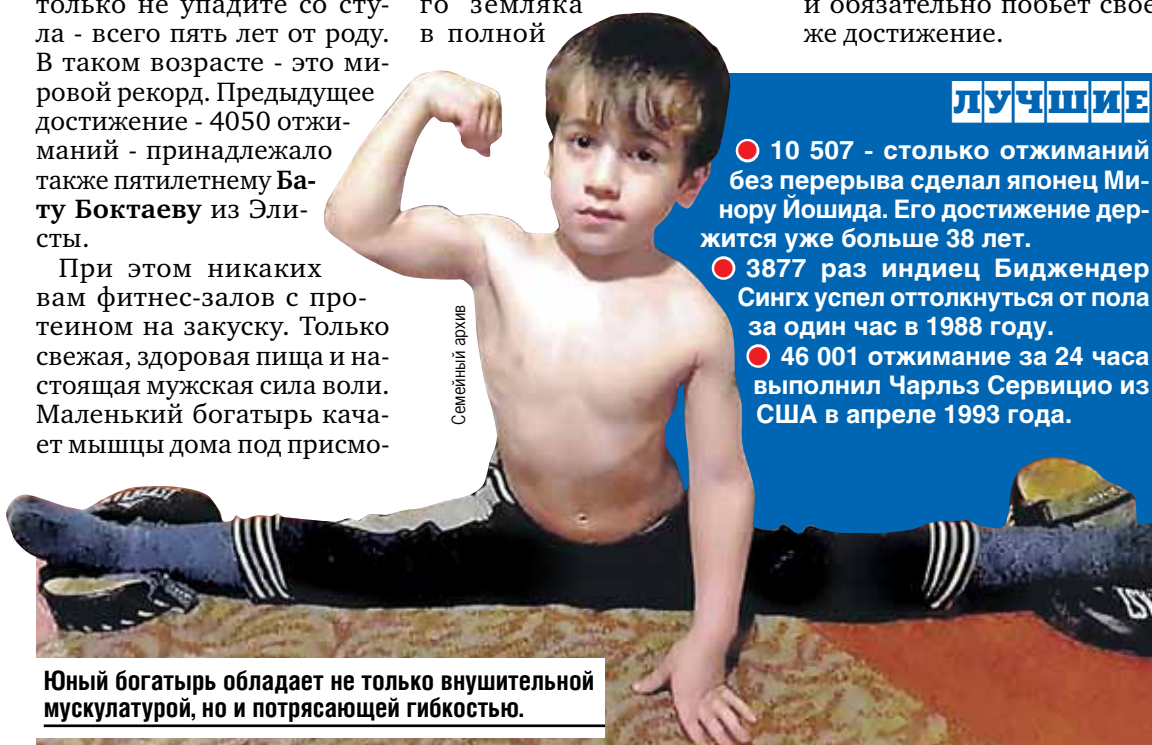 только не упадите со сту-
ла - всего пять лет от роду.
В таком возрасте - это ми-
ровой рекорд. Предыдущее
достижение - 4050 отжи-
маний - принадлежало
также пятилетнему Ба-
ту Боктаеву из Эли-
сты.
При этом никаких
вам фитнес-залов с про-
теином на закуску. Только
свежая, здоровая пища и на-
стоящая мужская сила воли.
Маленький богатырь кача-
ет мышцы дома под присмо-
го земляка
в полной
и обязательно побьет свое
же достижение.
Семейный архив
ЛУЧШИЕ
10 507 - столько отжиманий
без перерыва сделал японец Ми-
нору Йошида. Его достижение дер-
жится уже больше 38 лет.
3877 раз индиец Биджендер
Сингх успел оттолкнуться от пола
за один час в 1988 году.
46 001 отжимание за 24 часа
выполнил Чарльз Сервицио из
США в апреле 1993 года.
Юный богатырь обладает не только внушительной
мускулатурой, но и потрясающей гибкостью.